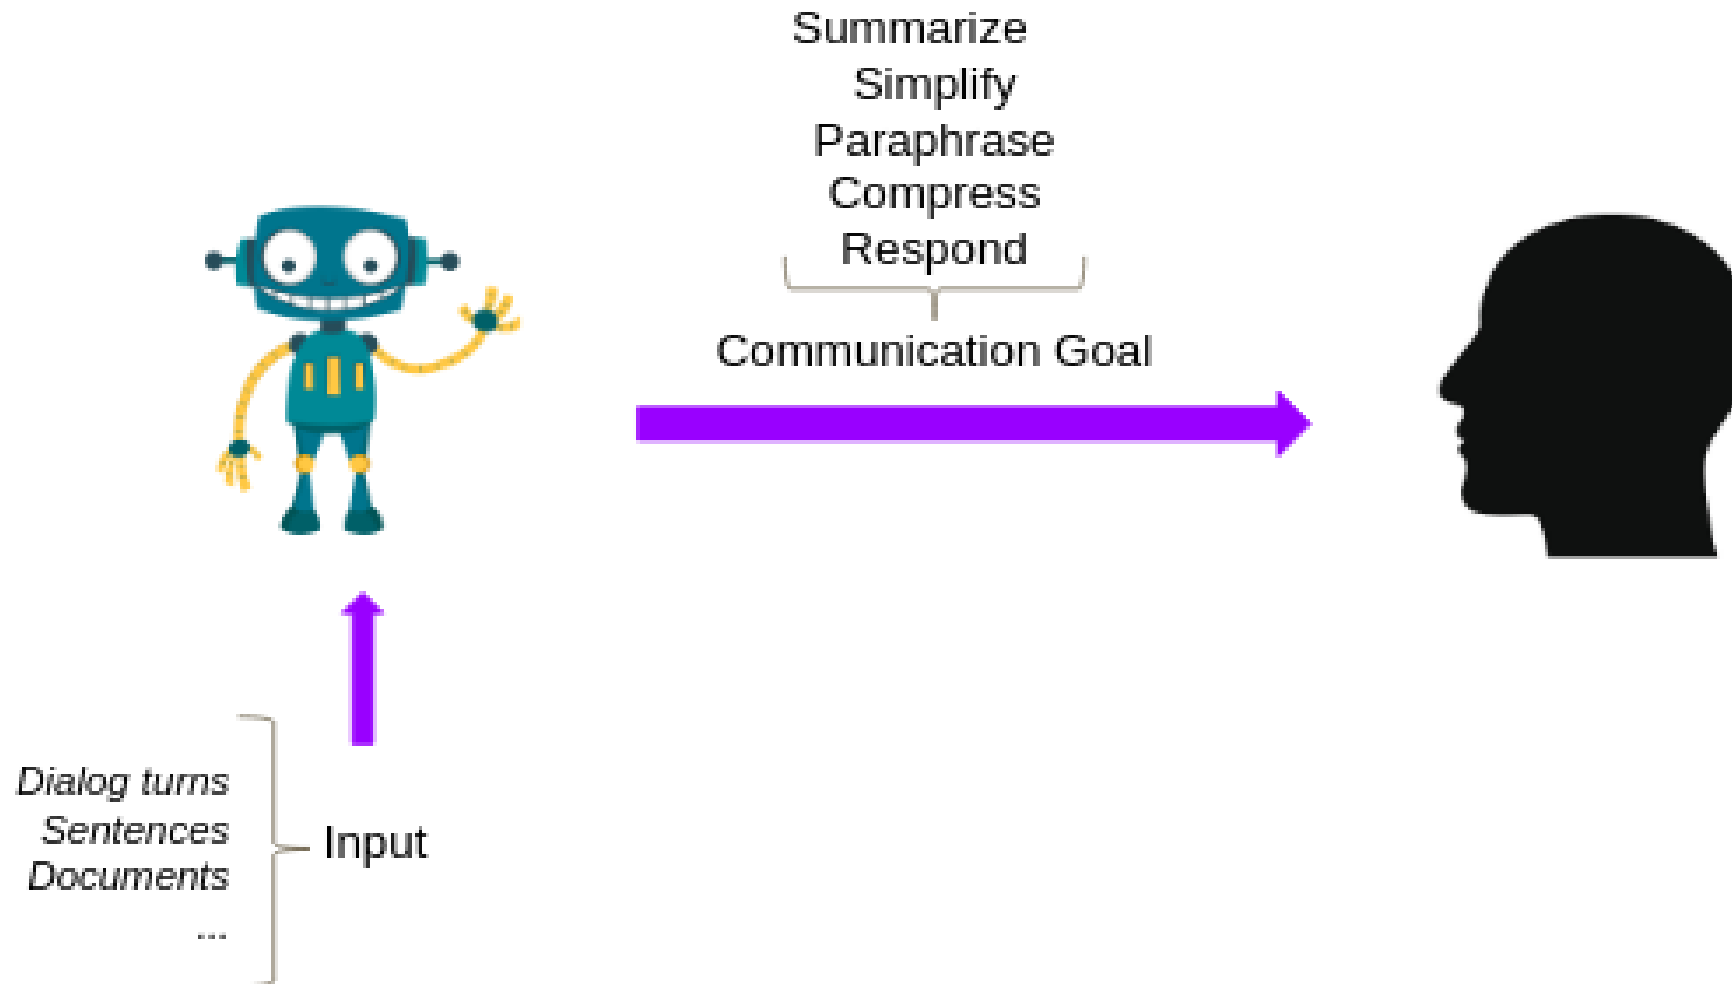 Summarize
Simplify
Paraphrase
Compress
Respond
Communication Goal
Dialog turns
Sentences
Documents
...
Input